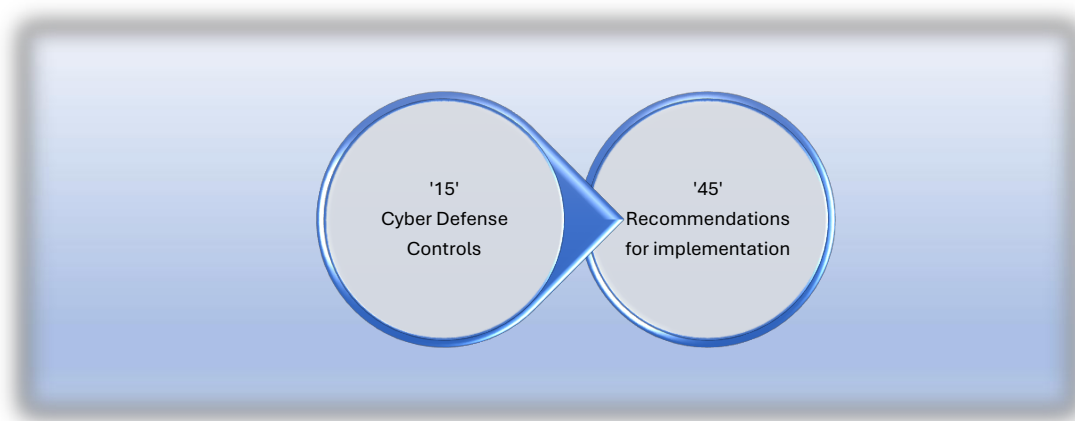 '15'
Cyber Defense
Controls
'45'
Recommendations
for implementation